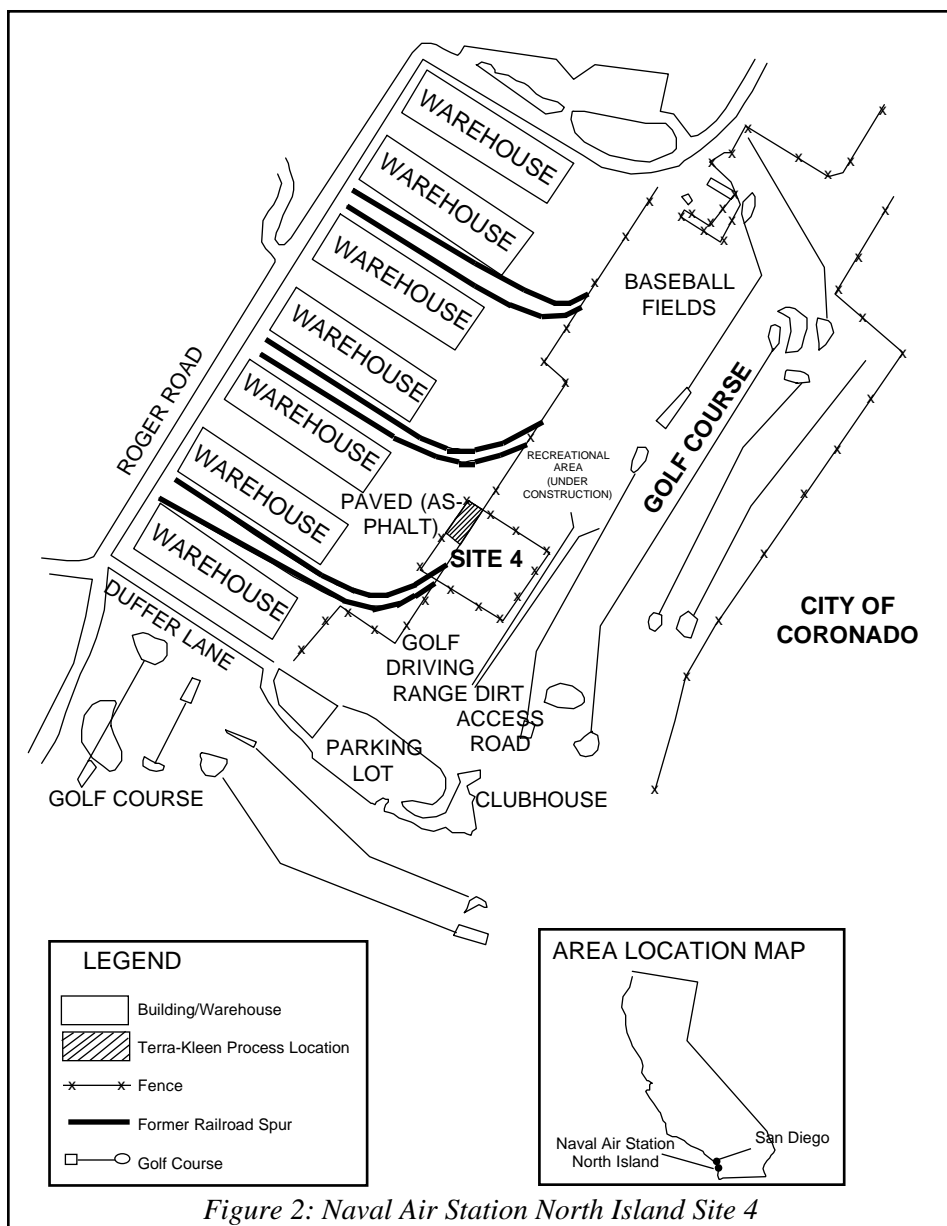 WAREHOUSE
WAREHOUSE
WAREHOUSE
WAREHOUSE
WAREHOUSE
WAREHOUSE
WAREHOUSE
ROGER ROAD
DUFFER LANE
BASEBALL
FIELDS
GOLF COURSE
RECREATIONAL
AREA
(UNDER
CONSTRUCTION)
PAVED (AS-
PHALT)
SITE 4
CITY OF
CORONADO
GOLF
DRIVING
RANGE DIRT
ACCESS
ROAD
PARKING
LOT
CLUBHOUSE
GOLF COURSE
LEGEND
Building/Warehouse
Terra-Kleen Process Location
x x Fence
Former Railroad Spur
Golf Course
AREA LOCATION MAP
San Diego
Naval Air Station
North Island
Figure 2: Naval Air Station North Island Site 4